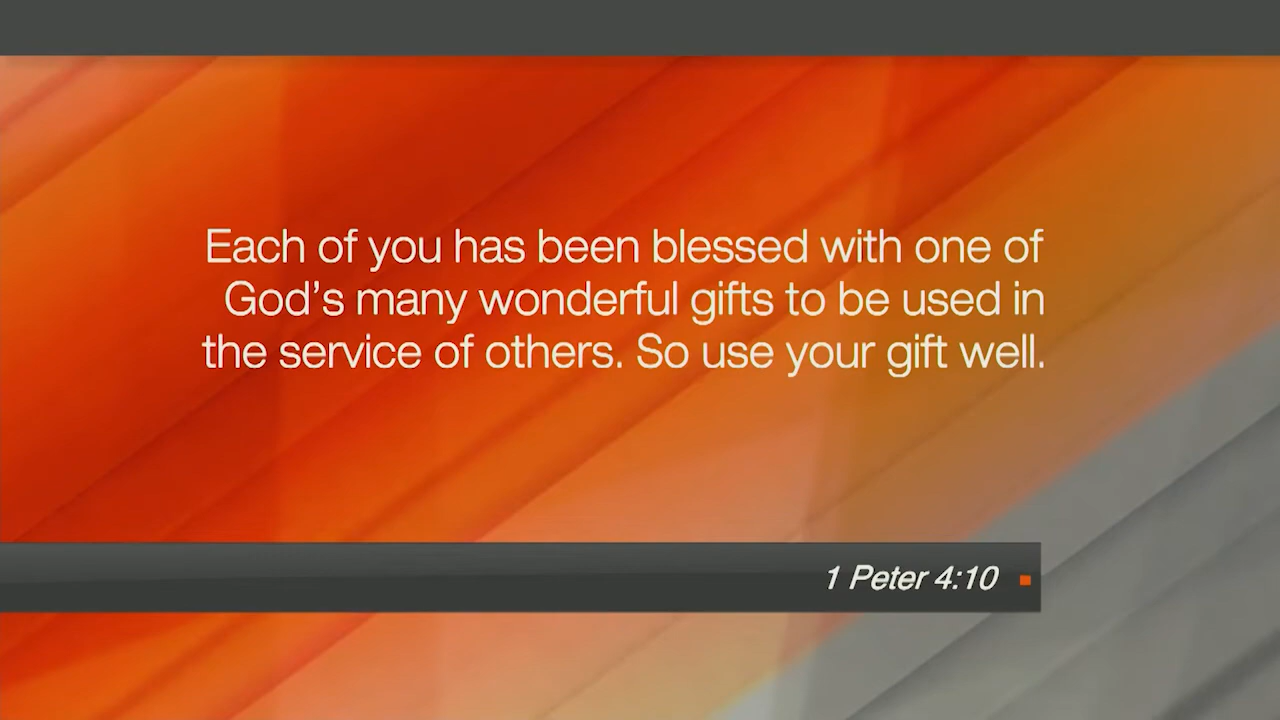 Each of you has been blessed with one of
God’s many wonderful gifts to be used in
the service of others. So use your gift well.
1 Peter 4:10